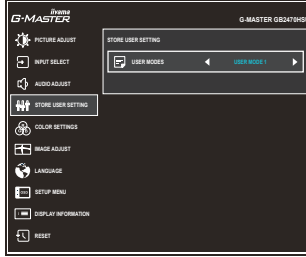 iiyama
G-MASTER
G-MASTER GB2470HSU
PICTURE ADJUST
INPUT SELECT
AUDIO ADJUST
STORE USER SETTING
COLOR SETTINGS
IMAGE ADJUST
LANGUAGE
OSD
SETUP MENU
DISPLAY INFORMATION
RESET
STORE USER SETTING
USER MODES
USER MODE 1